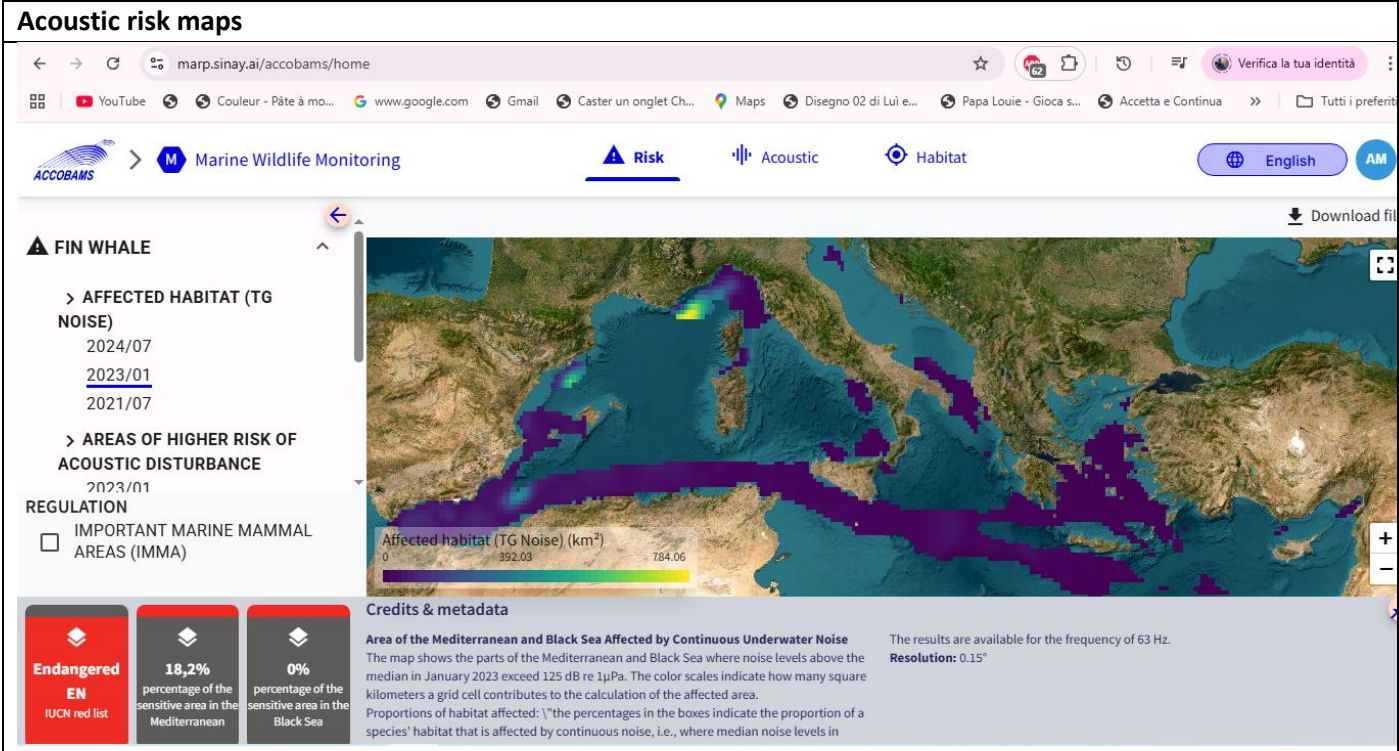 Acoustic risk maps
marp.sinay.ai/accobams/home
62
Verifica la tua identità
YouTube
Couleur - Pâte à mo...
www.google.com
Gmail
Caster un onglet Ch...
Maps
Disegno 02 di Luì e...
Papa Louie - Gioca s...
Accetta e Continua
Tutti i preferiti
ACCOBAMS
M
Marine Wildlife Monitoring
Risk
Acoustic
Habitat
English
AM
Download fil
FIN WHALE
> AFFECTED HABITAT (TG
NOISE)
2024/07
2023/01
2021/07
> AREAS OF HIGHER RISK OF
ACOUSTIC DISTURBANCE
2023/01
REGULATION
IMPORTANT MARINE MAMMAL
AREAS (IMMA)
Affected habitat (TG Noise) (km²)
0 392.03 784.06
+
−
Endangered
EN
IUCN red list
18,2%
percentage of the
sensitive area in the
Mediterranean
0%
percentage of the
sensitive area in the
Black Sea
Credits & metadata
Area of the Mediterranean and Black Sea Affected by Continuous Underwater Noise
The map shows the parts of the Mediterranean and Black Sea where noise levels above the
median in January 2023 exceed 125 dB re 1µPa. The color scales indicate how many square
kilometers a grid cell contributes to the calculation of the affected area.
Proportions of habitat affected: \"the percentages in the boxes indicate the proportion of a
species' habitat that is affected by continuous noise, i.e., where median noise levels in
The results are available for the frequency of 63 Hz.
Resolution: 0.15°